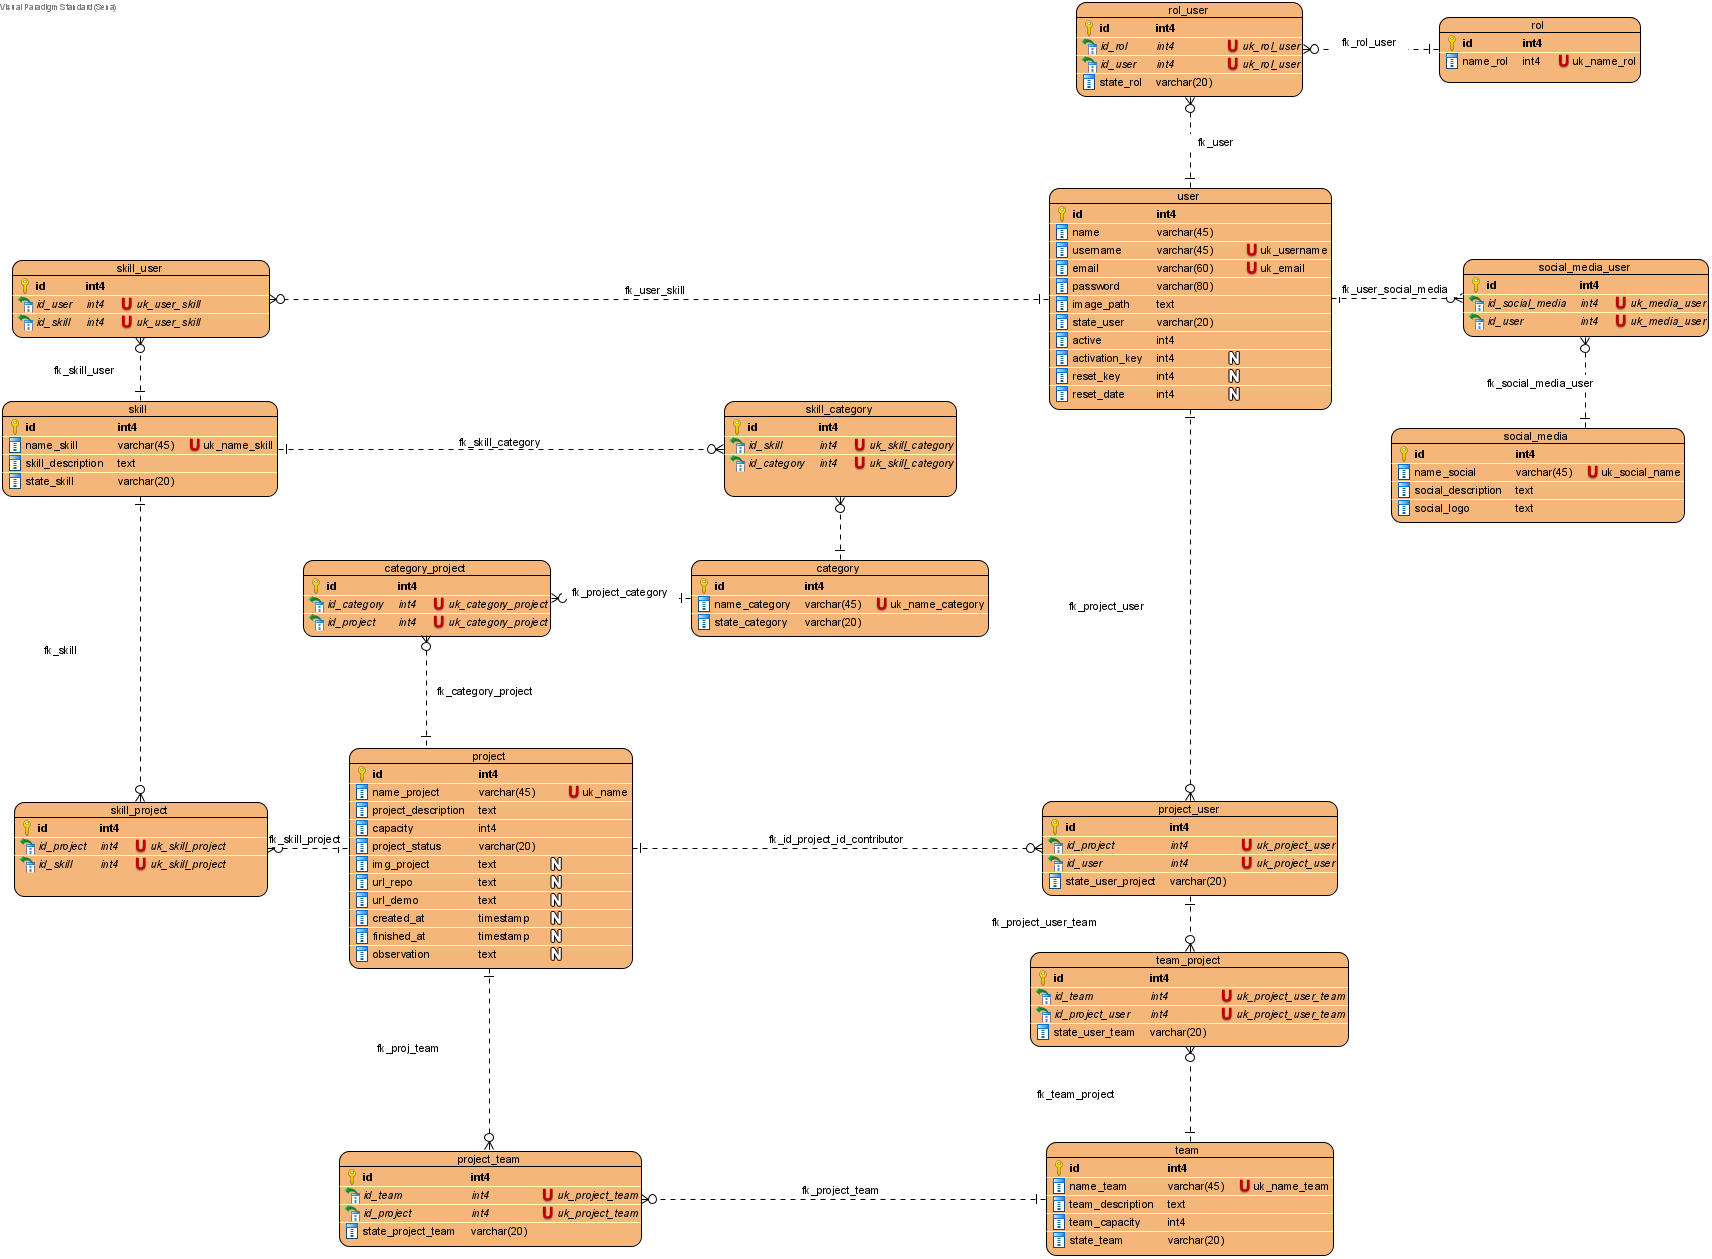 Visual Paradigm Standard (Sena)
rol_user
id int4
id_rol int4 U uk_rol_user
id_user int4 U uk_rol_user
state_rol varchar(20)
fk_rol_user
rol
id int4
name_rol int4 U uk_name_rol
fk_user
user
id int4
name varchar(45)
username varchar(45) U uk_username
email varchar(60) U uk_email
password varchar(80)
image_path text
state_user varchar(20)
active int4
activation_key int4 N
reset_key int4 N
reset_date int4 N
skill_user
id int4
id_user int4 U uk_user_skill
id_skill int4 U uk_user_skill
fk_user_skill
fk_user_social_media
social_media_user
id int4
id_social_media int4 U uk_media_user
id_user int4 U uk_media_user
fk_skill_user
fk_social_media_user
skill
id int4
name_skill varchar(45) U uk_name_skill
skill_description text
state_skill varchar(20)
fk_skill_category
skill_category
id int4
id_skill int4 U uk_skill_category
id_category int4 U uk_skill_category
social_media
id int4
name_social varchar(45) U uk_social_name
social_description text
social_logo text
category_project
id int4
id_category int4 U uk_category_project
id_project int4 U uk_category_project
fk_project_category
category
id int4
name_category varchar(45) U uk_name_category
state_category varchar(20)
fk_project_user
fk_skill
fk_category_project
project
id int4
name_project varchar(45) U uk_name
project_description text
capacity int4
project_status varchar(20)
img_project text N
url_repo text N
url_demo text N
created_at timestamp N
finished_at timestamp N
observation text N
skill_project
id int4
id_project int4 U uk_skill_project
id_skill int4 U uk_skill_project
fk_skill_project
fk_id_project_id_contributor
project_user
id int4
id_project int4 U uk_project_user
id_user int4 U uk_project_user
state_user_project varchar(20)
fk_project_user_team
team_project
id int4
id_team int4 U uk_project_user_team
id_project_user int4 U uk_project_user_team
state_user_team varchar(20)
fk_proj_team
fk_team_project
project_team
id int4
id_team int4 U uk_project_team
id_project int4 U uk_project_team
state_project_team varchar(20)
fk_project_team
team
id int4
name_team varchar(45) U uk_name_team
team_description text
team_capacity int4
state_team varchar(20)